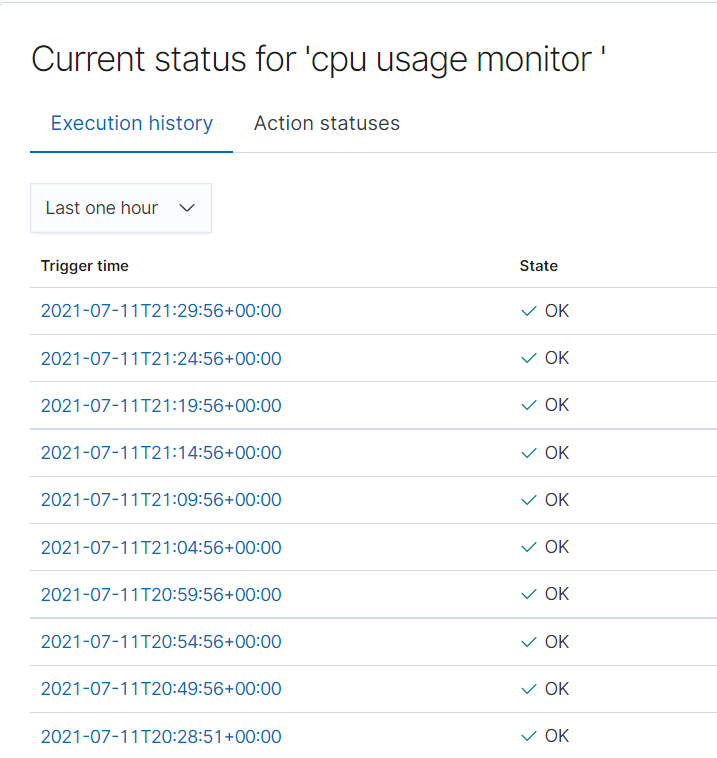 Current status for 'cpu usage monitor '
Execution history Action statuses
Last one hour
Trigger time State
2021-07-11T21:29:56+00:00 OK
2021-07-11T21:24:56+00:00 OK
2021-07-11T21:19:56+00:00 OK
2021-07-11T21:14:56+00:00 OK
2021-07-11T21:09:56+00:00 OK
2021-07-11T21:04:56+00:00 OK
2021-07-11T20:59:56+00:00 OK
2021-07-11T20:54:56+00:00 OK
2021-07-11T20:49:56+00:00 OK
2021-07-11T20:28:51+00:00 OK